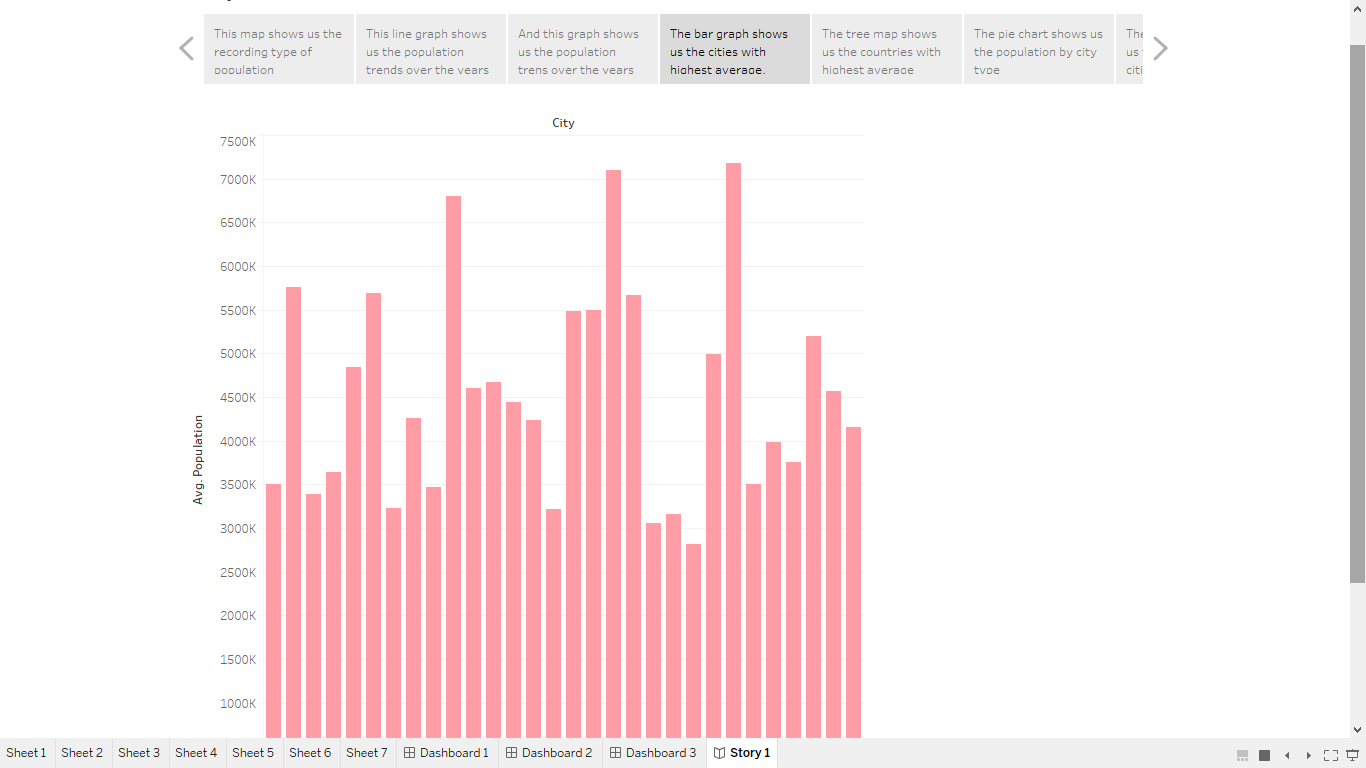 This map shows us the
recording type of
population
This line graph shows
us the population
trends over the years
And this graph shows
us the population
trens over the years
The bar graph shows
us the cities with
highest average.
The tree map shows
us the countries with
highest average
The pie chart shows us
the population by city
type
City
7500K
7000K
6500K
6000K
5500K
5000K
4500K
4000K
3500K
3000K
2500K
2000K
1500K
1000K
Avg. Population
Sheet 1 Sheet 2 Sheet 3 Sheet 4 Sheet 5 Sheet 6 Sheet 7 Dashboard 1 Dashboard 2 Dashboard 3 Story 1